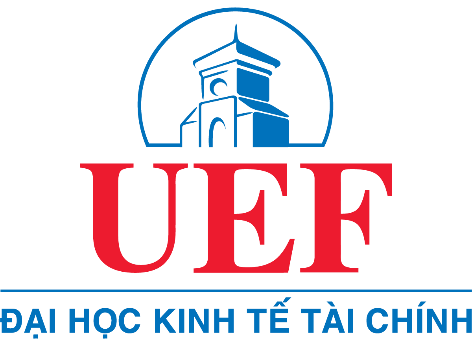 UEF
ĐẠI HỌC KINH TẾ TÀI CHÍNH